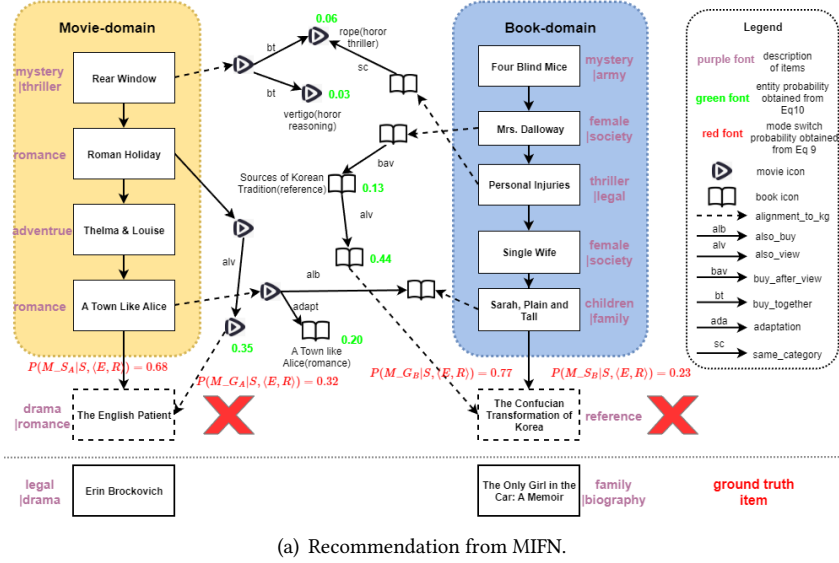 Movie-domain
mystery
|thriller
Rear Window
romance
Roman Holiday
adventrue
Thelma & Louise
romance
A Town Like Alice
P(M_S_A|S,⟨E,R⟩) = 0.68
drama
|romance
The English Patient
legal
|drama
Erin Brockovich
0.06
rope(horor
thriller)
bt
sc
bt
0.03
vertigo(horor
reasoning)
bav
Sources of Korean
Tradition(reference)
0.13
alv
alv
0.44
alb
adapt
0.35
0.20
A Town like
Alice(romance)
P(M_G_A|S,⟨E,R⟩) = 0.32
P(M_G_B|S,⟨E,R⟩) = 0.77
Book-domain
Four Blind Mice
mystery
|army
Mrs. Dalloway
female
|society
Personal Injuries
thriller
|legal
Single Wife
female
|society
Sarah, Plain and
Tall
children
|family
P(M_S_B|S,⟨E,R⟩) = 0.23
The Confucian
Transformation of
Korea
reference
The Only Girl in the
Car: A Memoir
family
|biography
ground truth
item
Legend
purple font
description
of items
green font
entity probability
obtained from
Eq10
red font
mode switch
probability obtained
from Eq 9
movie icon
book icon
alignment_to_kg
alb
also_buy
alv
also_view
bav
buy_after_view
bt
buy_together
ada
adaptation
sc
same_category
(a) Recommendation from MIFN.